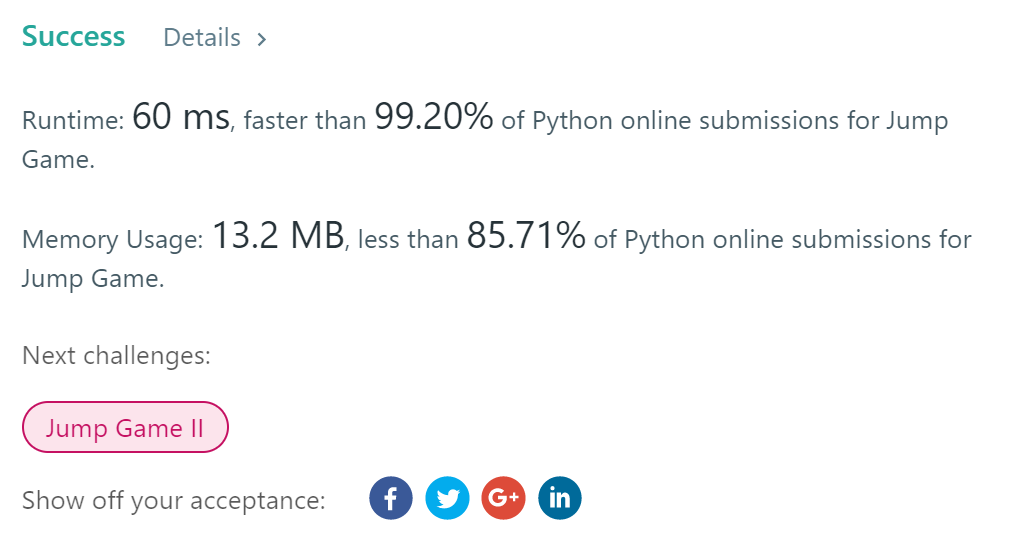 Success Details >
Runtime: 60 ms, faster than 99.20% of Python online submissions for Jump
Game.
Memory Usage: 13.2 MB, less than 85.71% of Python online submissions for
Jump Game.
Next challenges:
Jump Game II
Show off your acceptance: f G+ in